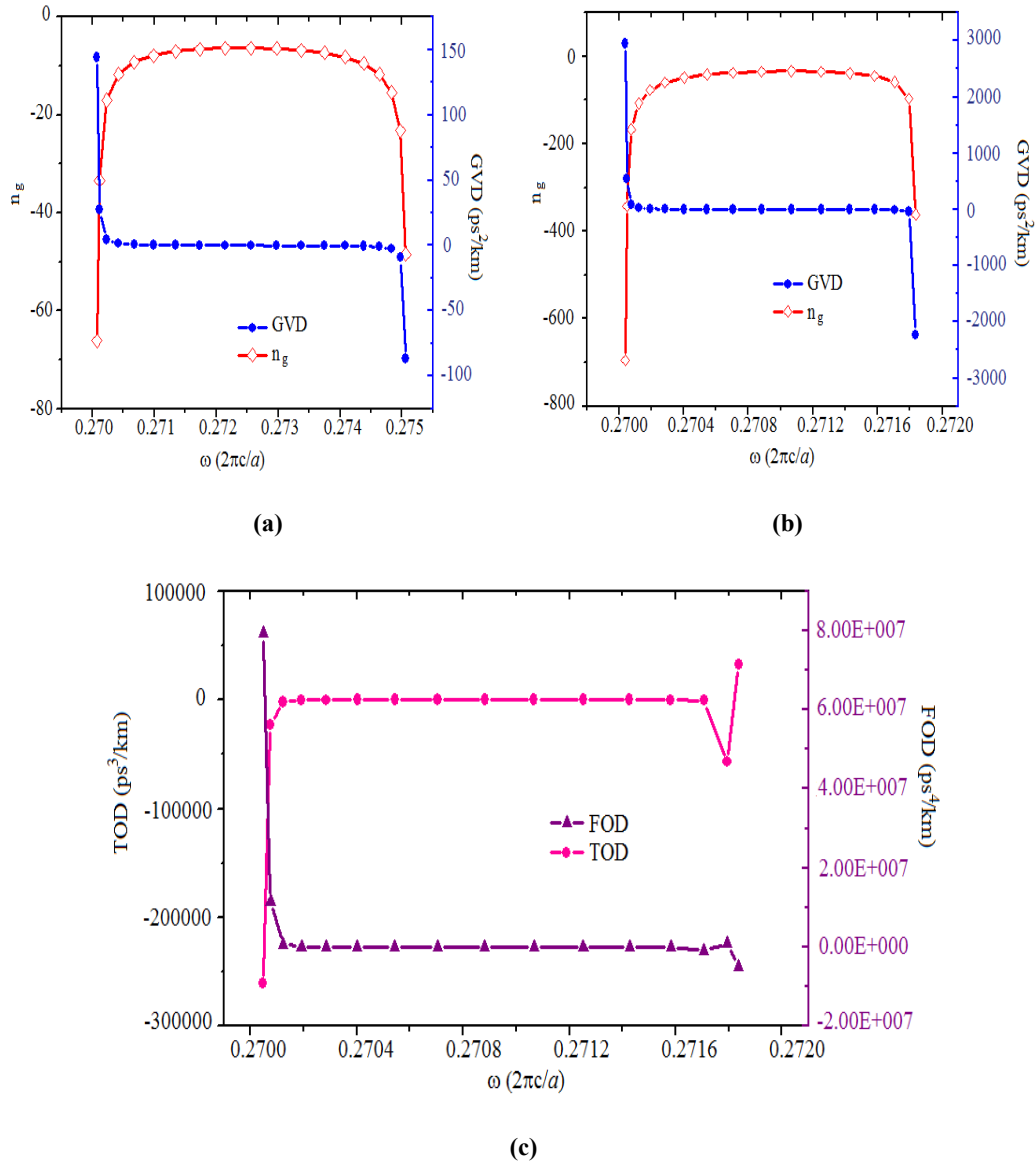 0
-20
-40
-60
-80
n g
150
100
50
0
-50
-100
GVD (ps2/km)
GVD
n g
0.270 0.271 0.272 0.273 0.274 0.275
ω (2πc/a)
(a)
0
-200
-400
-600
-800
n g
3000
2000
1000
0
-1000
-2000
-3000
GVD (ps2/km)
GVD
n g
0.2700 0.2704 0.2708 0.2712 0.2716 0.2720
ω (2πc/a)
(b)
100000
0
-100000
-200000
-300000
TOD (ps3/km)
8.00E+007
6.00E+007
4.00E+007
2.00E+007
0.00E+000
-2.00E+007
FOD (ps4/km)
FOD
TOD
0.2700 0.2704 0.2708 0.2712 0.2716 0.2720
ω (2πc/a)
(c)